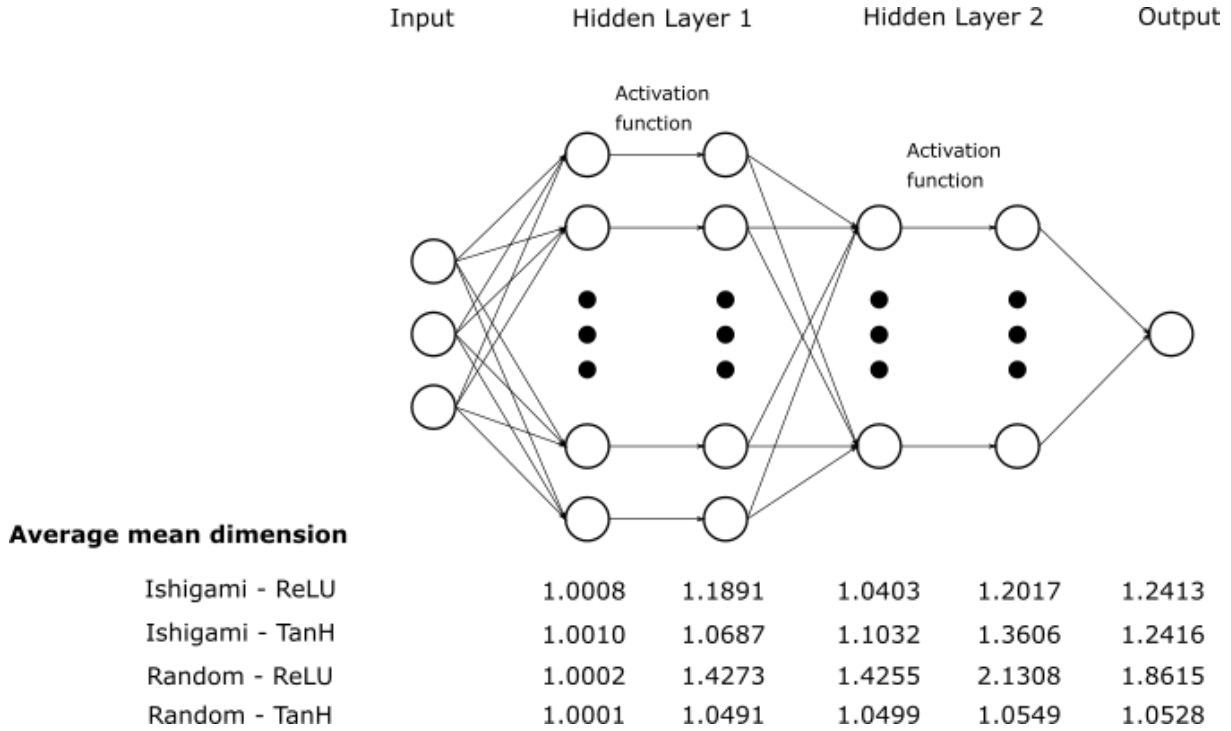 Input Hidden Layer 1 Hidden Layer 2 Output
Activation
function
Activation
function
Average mean dimension
Ishigami - ReLU 1.0008 1.1891 1.0403 1.2017 1.2413
Ishigami - TanH 1.0010 1.0687 1.1032 1.3606 1.2416
Random - ReLU 1.0002 1.4273 1.4255 2.1308 1.8615
Random - TanH 1.0001 1.0491 1.0499 1.0549 1.0528